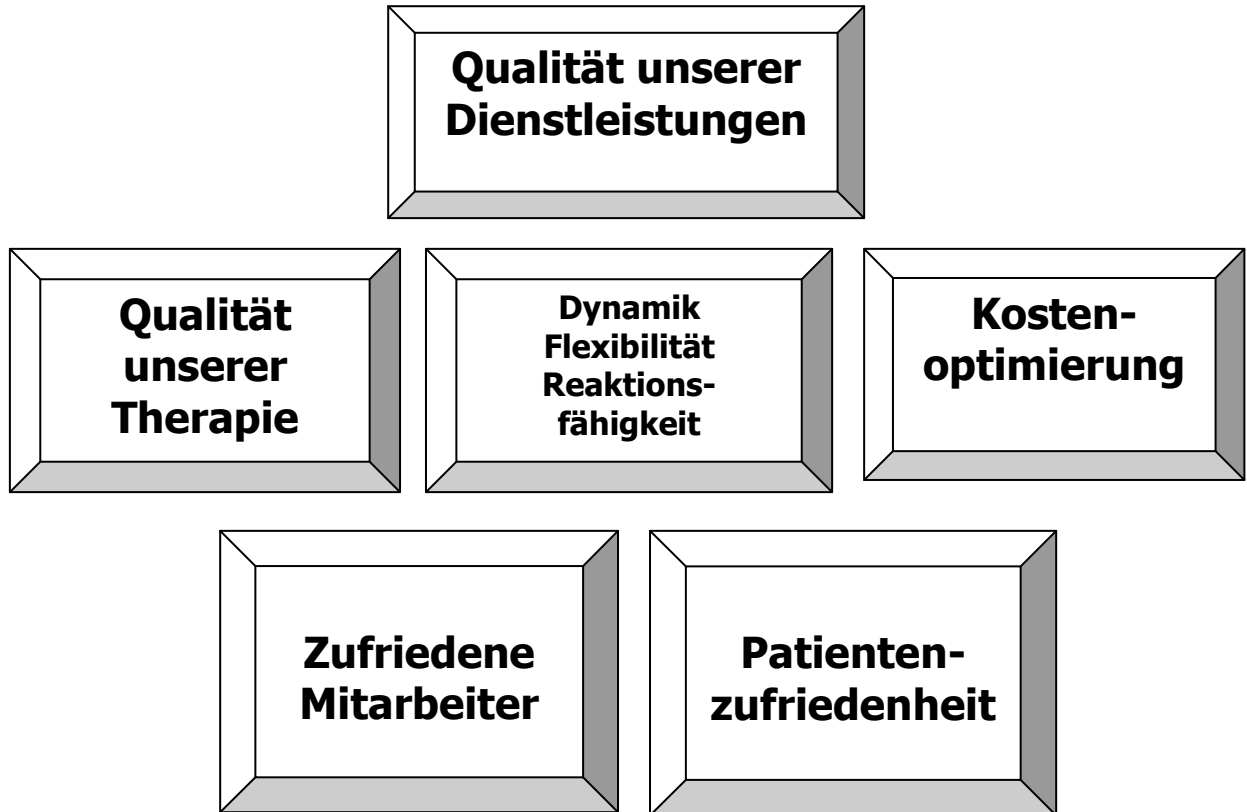 Qualität unserer
Dienstleistungen
Qualität
unserer
Therapie
Dynamik
Flexibilität
Reaktions-
fähigkeit
Kosten-
optimierung
Zufriedene
Mitarbeiter
Patienten-
zufriedenheit